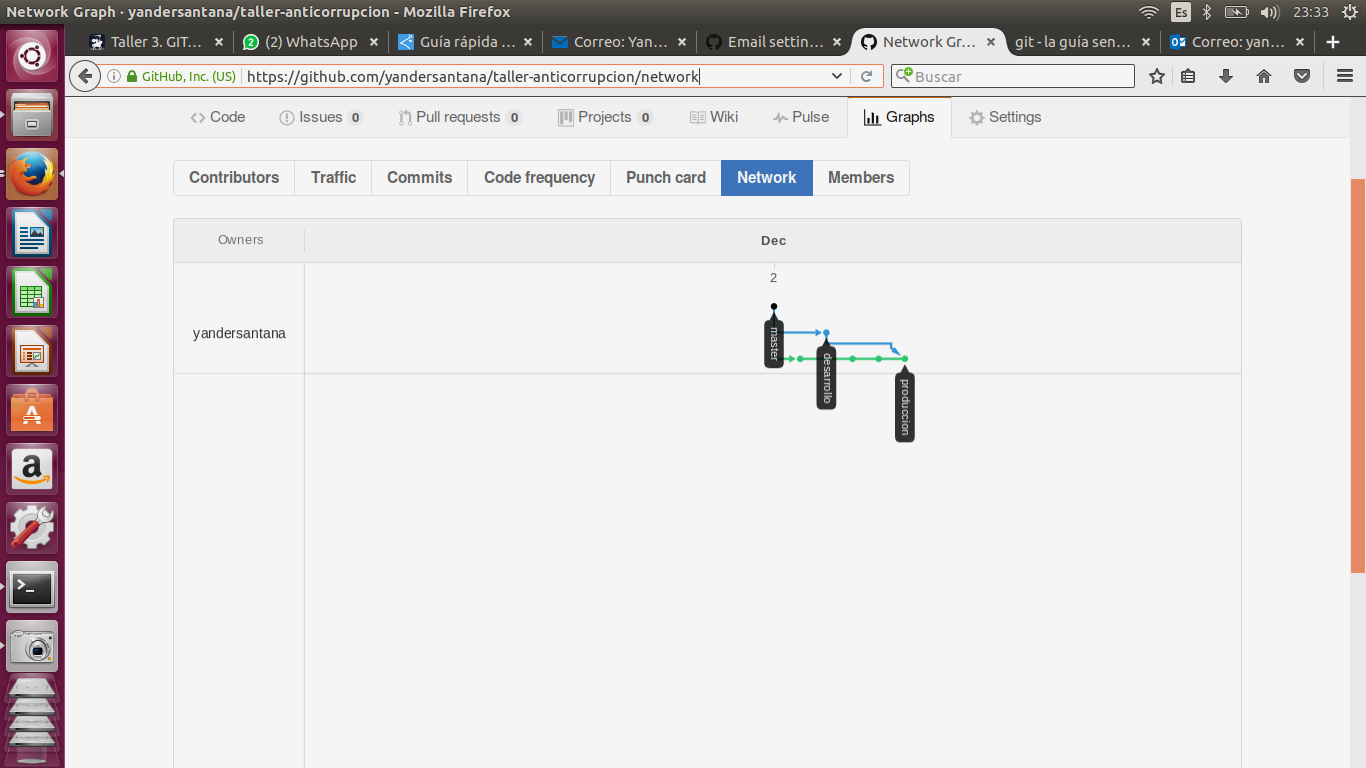 Network Graph · yandersantana/taller-anticorrupcion - Mozilla Firefox
Es
23:33
Taller 3. GIT…
(2) WhatsApp
Guía rápida …
Correo: Yan…
Email settin…
Network Gr…
git - la guía sen…
Correo: yan…
GitHub, Inc. (US)
https://github.com/yandersantana/taller-anticorrupcion/network
Buscar
Code
Issues 0
Pull requests 0
Projects 0
Wiki
Pulse
Graphs
Settings
Contributors
Traffic
Commits
Code frequency
Punch card
Network
Members
Owners
Dec
2
yandersantana
master
desarrollo
produccion